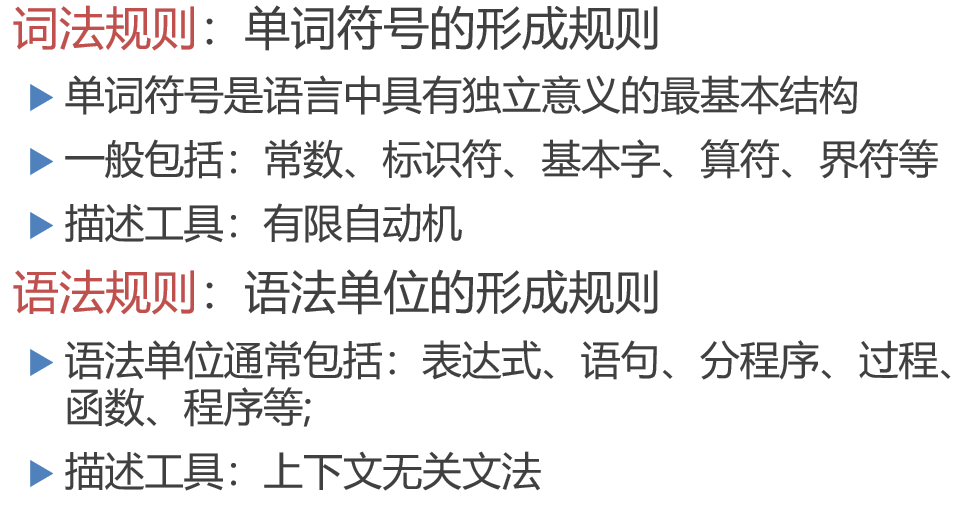 词法规则：单词符号的形成规则
单词符号是语言中具有独立意义的最基本结构
一般包括：常数、标识符、基本字、算符、界符等
描述工具：有限自动机
语法规则：语法单位的形成规则
语法单位通常包括：表达式、语句、分程序、过程、
函数、程序等;
描述工具：上下文无关文法